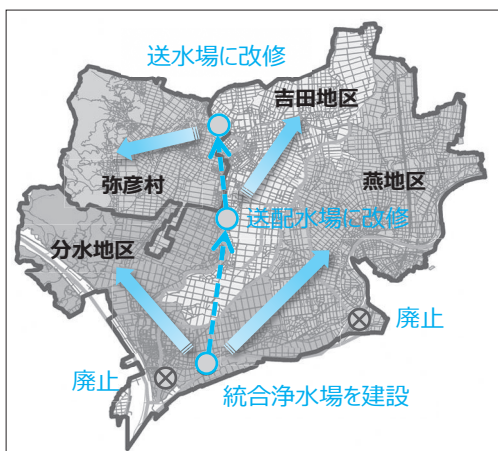 送水場に改修
吉田地区
弥彦村
燕地区
送配水場に改修
分水地区
廃止
廃止
統合浄水場を建設